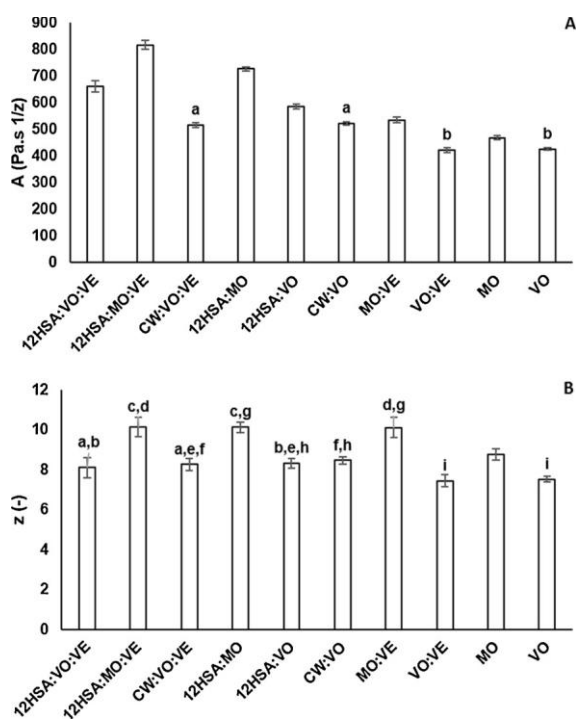 A
A (Pa.s 1/z)
900
800
700
600
500
400
300
200
100
0
a
a
b
b
12HSA:VO:VE
12HSA:MO:VE
CW:VO:VE
12HSA:MO
12HSA:VO
CW:VO
MO:VE
VO:VE
MO
VO
B
z (-)
12
10
8
6
4
2
0
a,b
c,d
a,e,f
c,g
b,e,h
f,h
d,g
i
i
12HSA:VO:VE
12HSA:MO:VE
CW:VO:VE
12HSA:MO
12HSA:VO
CW:VO
MO:VE
VO:VE
MO
VO